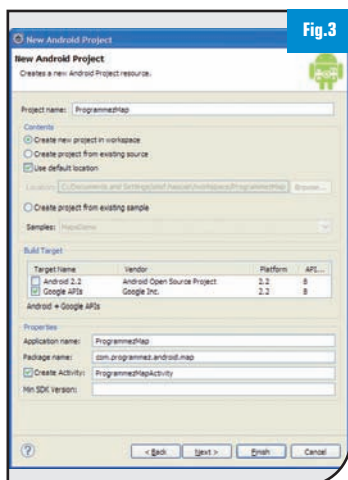 Fig.3
New Android Project
New Android Project
Creates a new Android Project resource.
Project name: ProgrammezMap
Contents
Create new project in workspace
Create project from existing source
Use default location
Location: C:/Documents and Settings/ Browse...
Create project from existing sample
Samples: MapsDemo
Build Target
Target Name Vendor Platform API...
Android 2.2 Android Open Source Project 2.2 8
Google APIs Google Inc. 2.2 8
Android + Google APIs
Properties
Application name: ProgrammezMap
Package name: com.programmez.android.map
Create Activity: ProgrammezMapActivity
Min SDK Version:
< Back Next > Finish Cancel